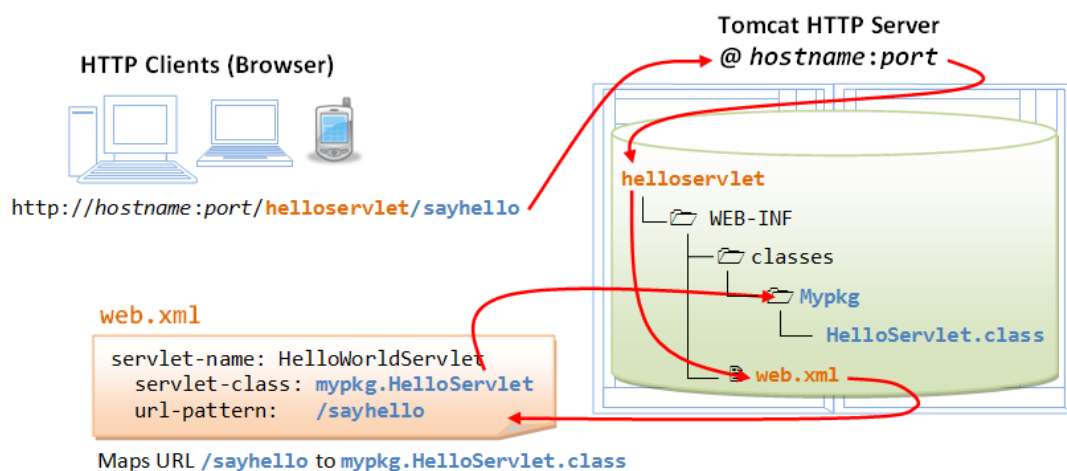 Tomcat HTTP Server
@ hostname:port
HTTP Clients (Browser)
http://hostname:port/helloservlet/sayhello
helloservlet
WEB-INF
classes
Mypkg
HelloServlet.class
web.xml
web.xml
servlet-name: HelloWorldServlet
servlet-class: mypkg.HelloServlet
url-pattern: /sayhello
Maps URL /sayhello to mypkg.HelloServlet.class